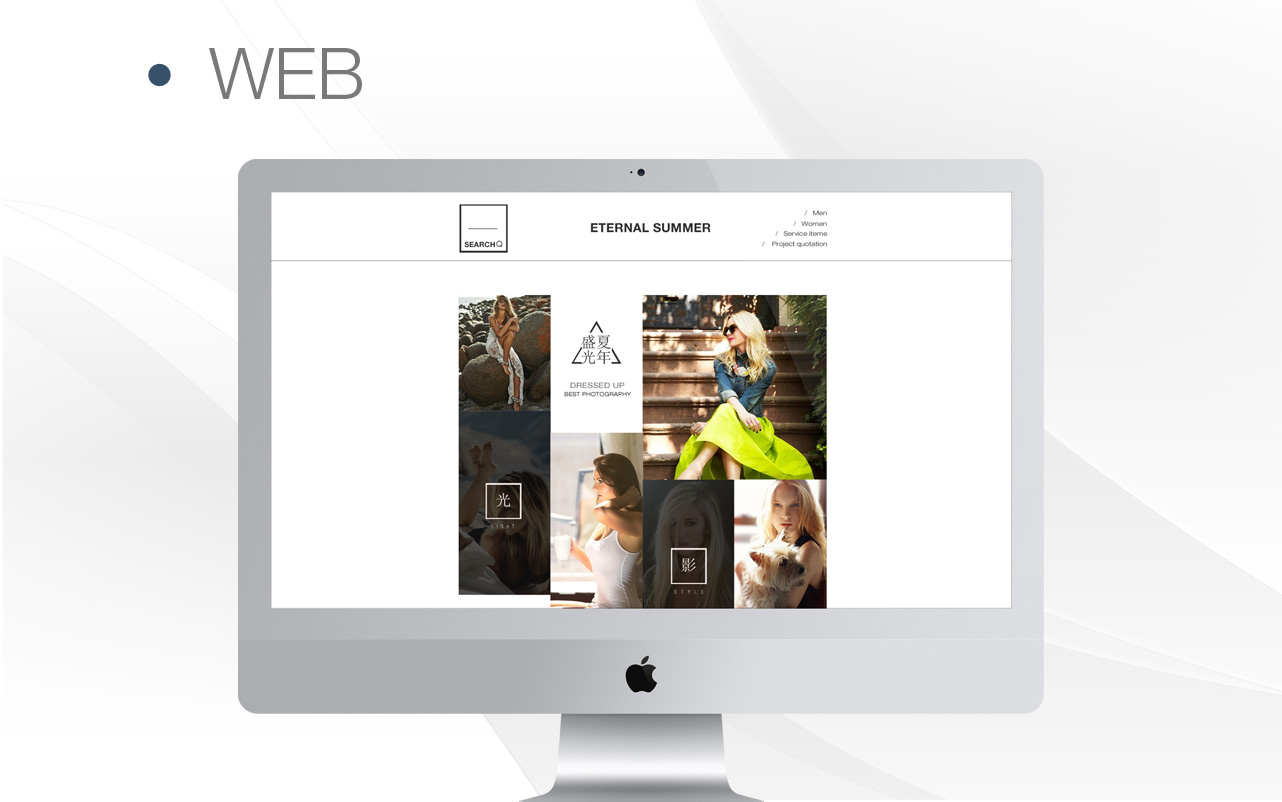 WEB
SEARCH
ETERNAL SUMMER
/ Men
/ Women
/ Service iteme
/ Project quotation
盛夏
光年
DRESSED UP
BEST PHOTOGRAPHY
光
LIGHT
影
STYLE